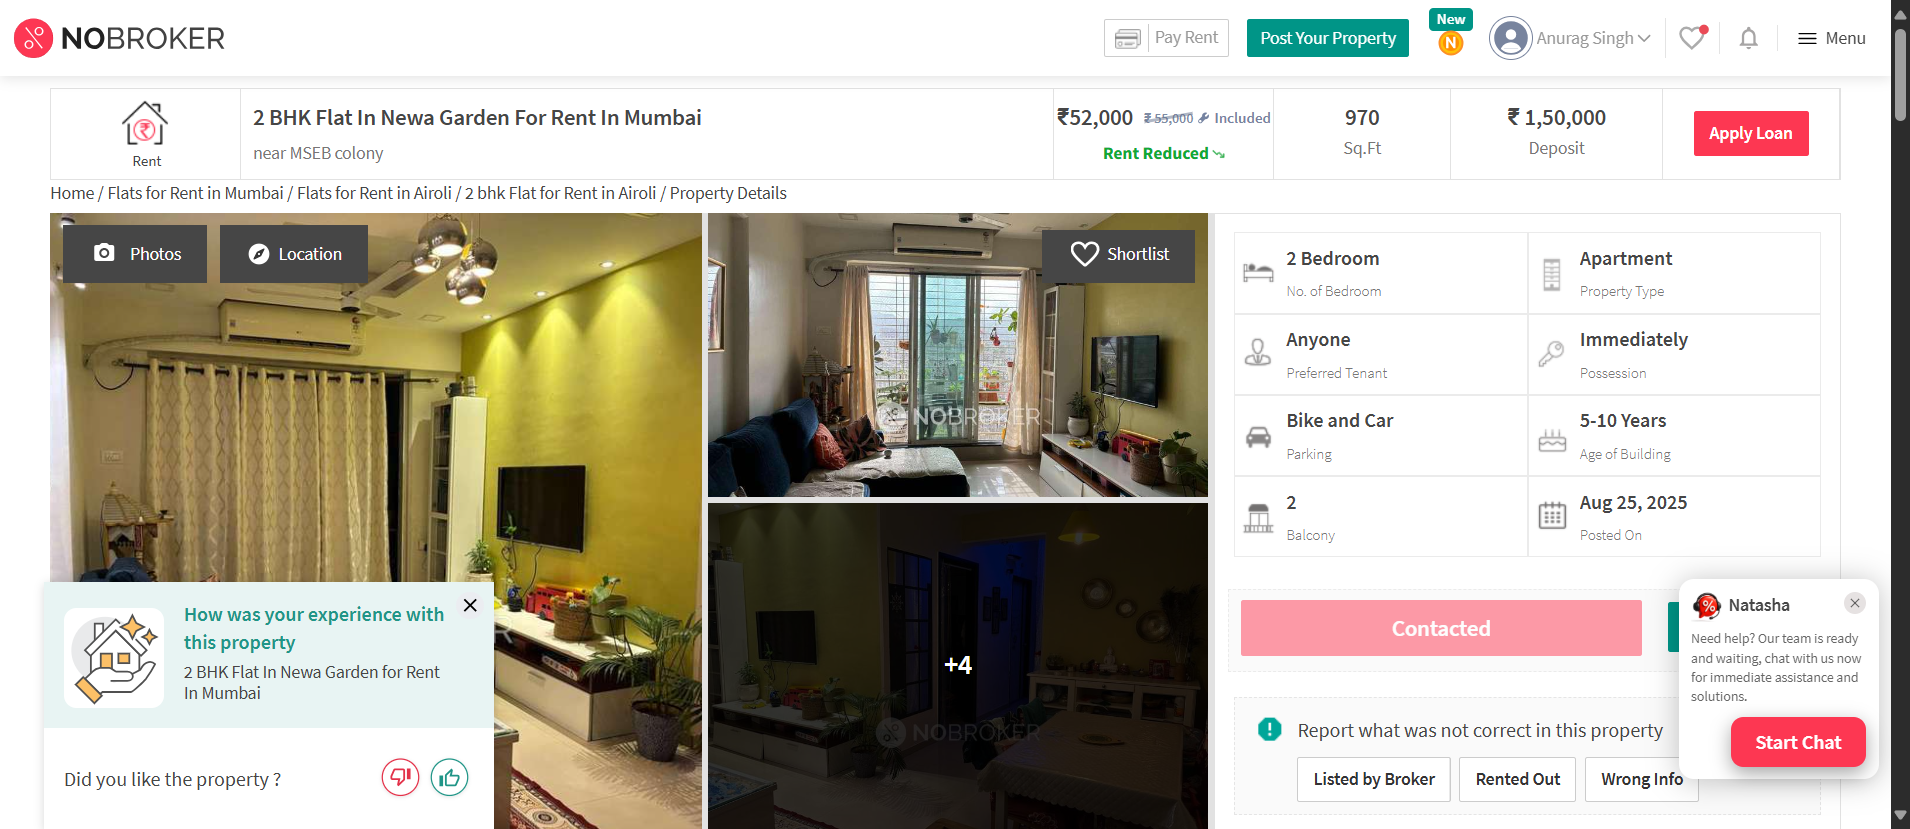 NOBROKER
Pay Rent
Post Your Property
New
N
Anurag Singh
Menu
Rent
2 BHK Flat In Newa Garden For Rent In Mumbai
near MSEB colony
₹52,000 ₹ 55,000 Included
Rent Reduced
970
Sq.Ft
₹ 1,50,000
Deposit
Apply Loan
Home / Flats for Rent in Mumbai / Flats for Rent in Airoli / 2 bhk Flat for Rent in Airoli / Property Details
Photos
Location
Shortlist
NOBROKER
+4
NOBROKER
2 Bedroom
No. of Bedroom
Apartment
Property Type
Anyone
Preferred Tenant
Immediately
Possession
Bike and Car
Parking
5-10 Years
Age of Building
2
Balcony
Aug 25, 2025
Posted On
Contacted
Report what was not correct in this property
Listed by Broker
Rented Out
Wrong Info
How was your experience with
this property
2 BHK Flat In Newa Garden for Rent
In Mumbai
Did you like the property ?
Natasha
Need help? Our team is ready
and waiting, chat with us now
for immediate assistance and
solutions.
Start Chat